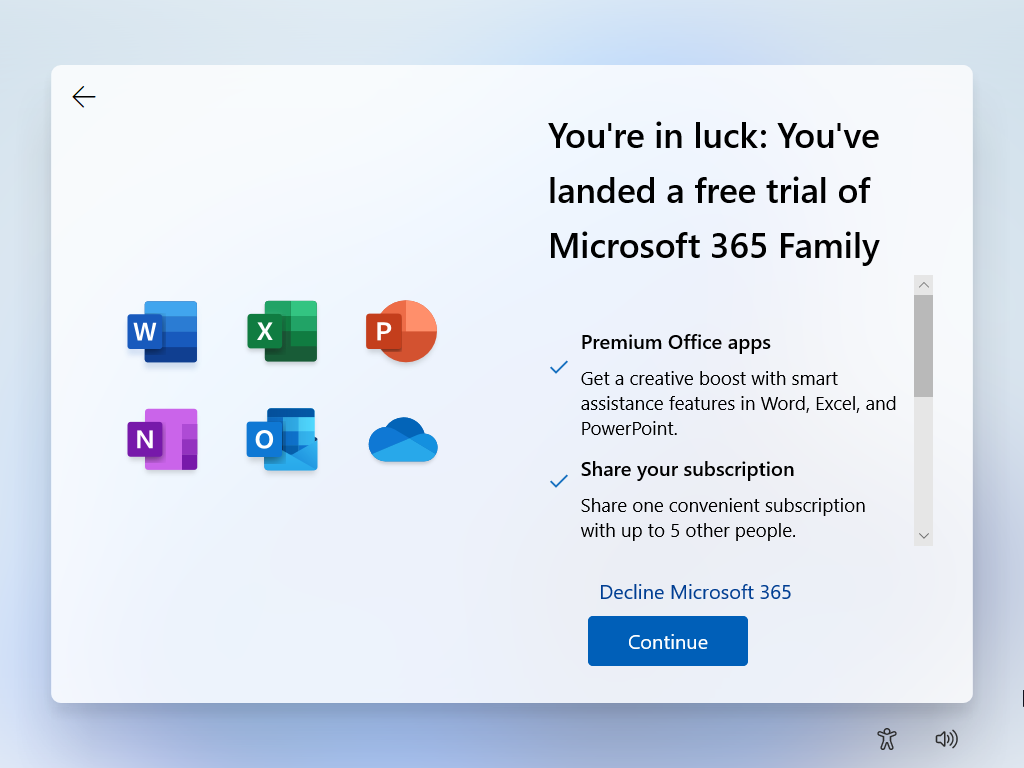 You're in luck: You've
landed a free trial of
Microsoft 365 Family
W
X
P
N
O
Premium Office apps
Get a creative boost with smart
assistance features in Word, Excel, and
PowerPoint.
Share your subscription
Share one convenient subscription
with up to 5 other people.
Decline Microsoft 365
Continue